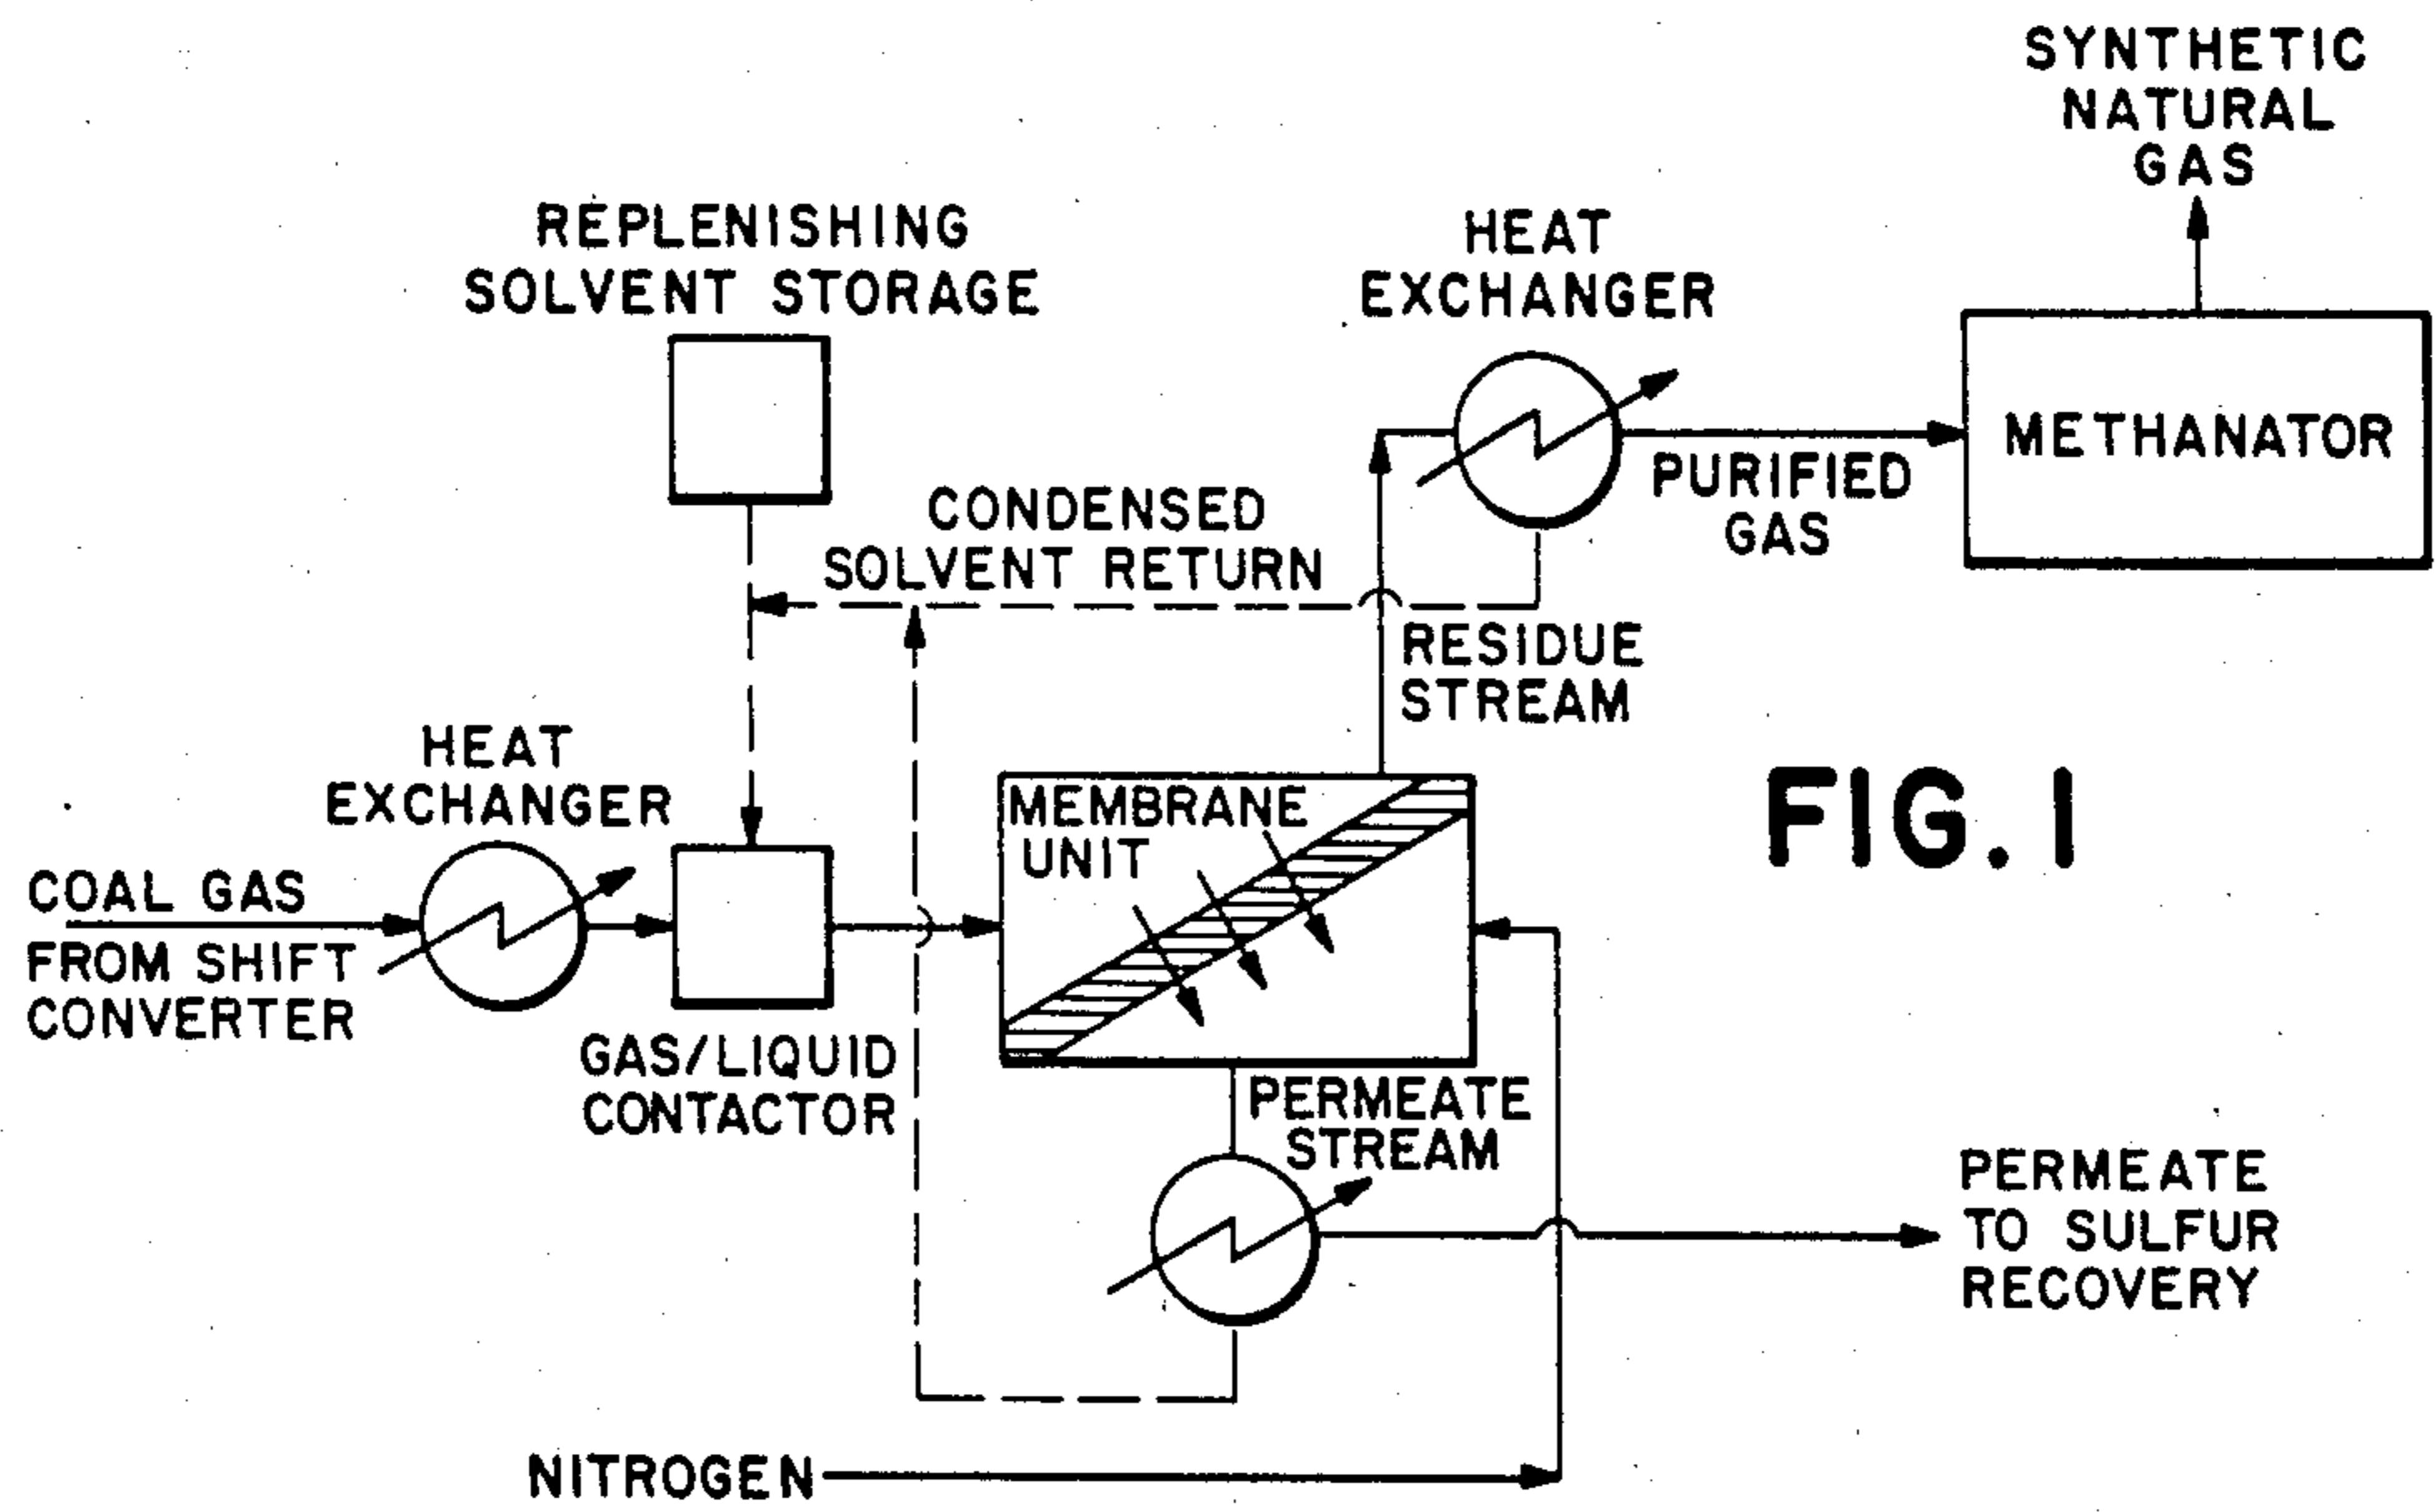 SYNTHETIC
NATURAL
GAS
REPLENISHING
SOLVENT STORAGE
HEAT
EXCHANGER
METHANATOR
PURIFIED
GAS
CONDENSED
SOLVENT RETURN
RESIDUE
STREAM
HEAT
EXCHANGER
MEMBRANE
UNIT
FIG. 1
COAL GAS
FROM SHIFT
CONVERTER
GAS/LIQUID
CONTACTOR
PERMEATE
STREAM
PERMEATE
TO SULFUR
RECOVERY
NITROGEN